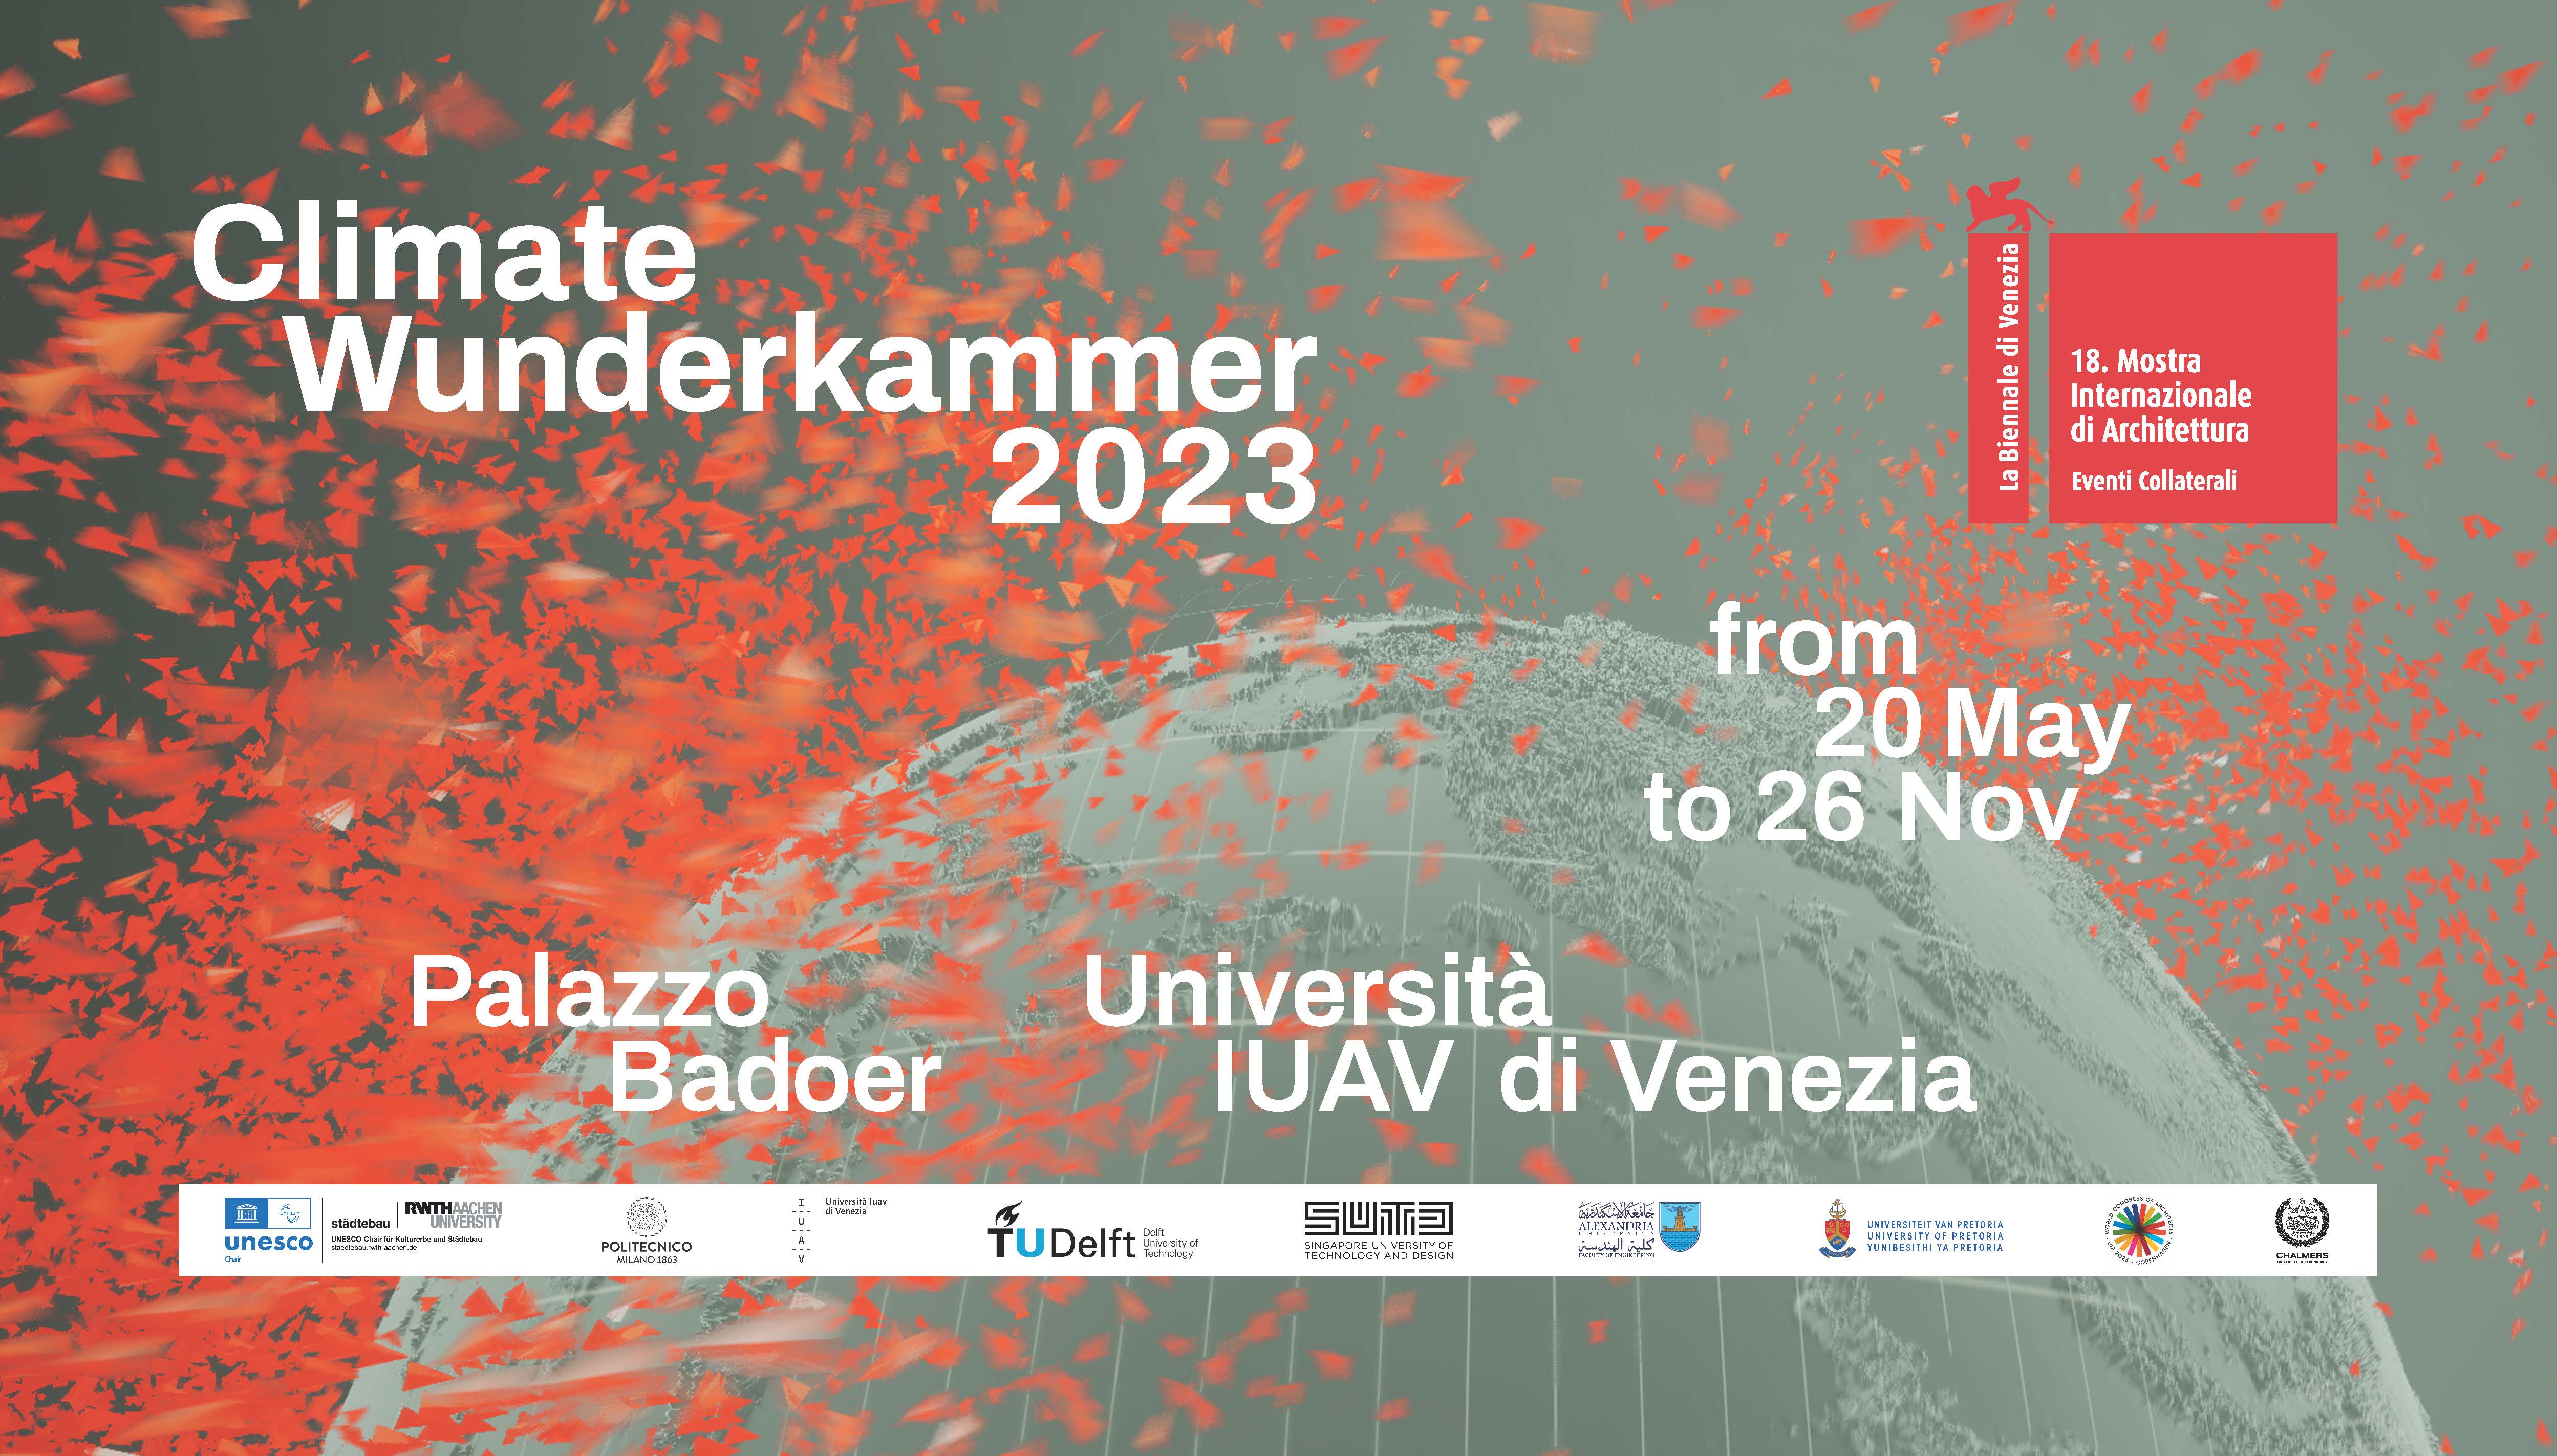 Climate
Wunderkammer
2023
La Biennale di Venezia
18. Mostra
Internazionale
di Architettura
Eventi Collaterali
from
20 May
to 26 Nov
Palazzo
Badoer
Università
IUAV di Venezia
unesco
Chair
städtebau
RWTHAACHEN
UNIVERSITY
UNESCO-Chair für Kulturerbe und Städtebau
staedtebau.rwth-aachen.de
POLITECNICO
MILANO 1863
I
U
A
V
Università Iuav
di Venezia
TUDelft
Delft
University of
Technology
SUTD
SINGAPORE UNIVERSITY OF
TECHNOLOGY AND DESIGN
جامعة الإسكندرية
ALEXANDRIA
UNIVERSITY
كلية الهندسة
FACULTY OF ENGINEERING
UNIVERSITEIT VAN PRETORIA
UNIVERSITY OF PRETORIA
YUNIBESITHI YA PRETORIA
WORLD CONGRESS OF ARCHITECTS
UIA 2023 - COPENHAGEN
CHALMERS
UNIVERSITY OF TECHNOLOGY